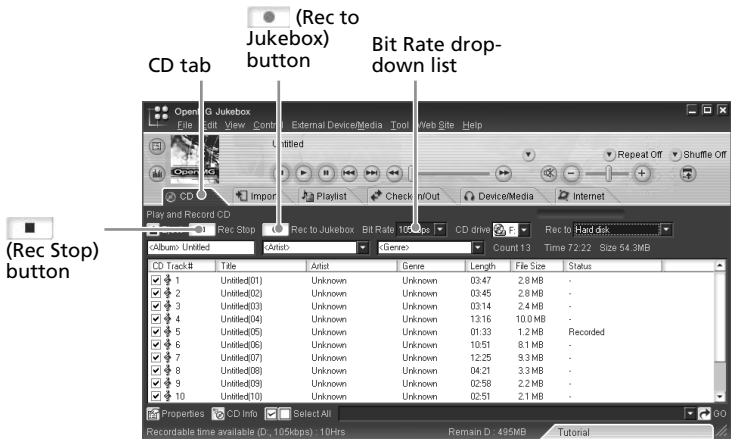 (Rec to
Jukebox)
button
Bit Rate drop-
down list
CD tab
(Rec Stop)
button
OpenMG Jukebox
File Edit View Control External Device/Media Tool Web Site Help
Untitled
OpenMG
Repeat Off Shuffle Off
CD Import Playlist Check In/Out Device/Media Internet
Play and Record CD
Rec Stop Rec to Jukebox Bit Rate 105kbps CD drive F: Rec to Hard disk
<Album> Untitled <Artist> <Genre> Count 13 Time 72:22 Size 54.3MB
CD Track# Title Artist Genre Length File Size Status
1 Untitled(01) Unknown Unknown 03:47 2.8 MB -
2 Untitled(02) Unknown Unknown 03:45 2.8 MB -
3 Untitled(03) Unknown Unknown 03:14 2.4 MB -
4 Untitled(04) Unknown Unknown 13:16 10.0 MB -
5 Untitled(05) Unknown Unknown 01:33 1.2 MB Recorded
6 Untitled(06) Unknown Unknown 10:51 8.1 MB -
7 Untitled(07) Unknown Unknown 12:25 9.3 MB -
8 Untitled(08) Unknown Unknown 04:21 3.3 MB -
9 Untitled(09) Unknown Unknown 02:58 2.2 MB -
10 Untitled(10) Unknown Unknown 02:51 2.1 MB -
Properties CD Info Select All GO
Recordable time available (D:, 105kbps) : 10Hrs Remain D : 495MB Tutorial